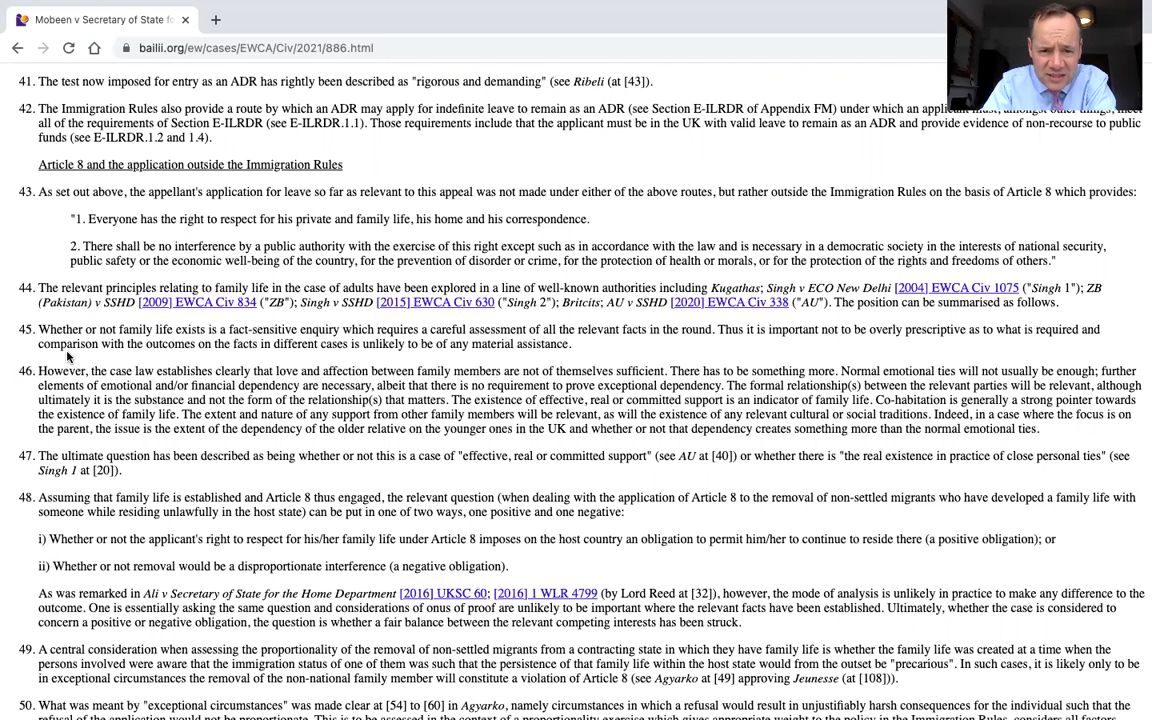 Mobeen v Secretary of State fo
bailii.org/ew/cases/EWCA/Civ/2021/886.html
41. The test now imposed for entry as an ADR has rightly been described as "rigorous and demanding" (see Ribeli (at [43]).
42. The Immigration Rules also provide a route by which an ADR may apply for indefinite leave to remain as an ADR (see Section E-ILRDR of Appendix FM) under which an
all of the requirements of Section E-ILRDR (see E-ILRDR.1.1). Those requirements include that the applicant must be in the UK with valid leave to remain as an ADR and provide evidence of non-recourse to public
funds (see E-ILRDR.1.2 and 1.4).
Article 8 and the application outside the Immigration Rules
43. As set out above, the appellant's application for leave so far as relevant to this appeal was not made under either of the above routes, but rather outside the Immigration Rules on the basis of Article 8 which provides:
"1. Everyone has the right to respect for his private and family life, his home and his correspondence.
2. There shall be no interference by a public authority with the exercise of this right except such as in accordance with the law and is necessary in a democratic society in the interests of national security,
public safety or the economic well-being of the country, for the prevention of disorder or crime, for the protection of health or morals, or for the protection of the rights and freedoms of others."
44. The relevant principles relating to family life in the case of adults have been explored in a line of well-known authorities including Kugathas; Singh v ECO New Delhi [2004] EWCA Civ 1075 ("Singh 1"); ZB
(Pakistan) v SSHD [2009] EWCA Civ 834 ("ZB"); Singh v SSHD [2015] EWCA Civ 630 ("Singh 2"); Britcits; AU v SSHD [2020] EWCA Civ 338 ("AU"). The position can be summarised as follows.
45. Whether or not family life exists is a fact-sensitive enquiry which requires a careful assessment of all the relevant facts in the round. Thus it is important not to be overly prescriptive as to what is required and
comparison with the outcomes on the facts in different cases is unlikely to be of any material assistance.
46. However, the case law establishes clearly that love and affection between family members are not of themselves sufficient. There has to be something more. Normal emotional ties will not usually be enough; further
elements of emotional and/or financial dependency are necessary, albeit that there is no requirement to prove exceptional dependency. The formal relationship(s) between the relevant parties will be relevant, although
ultimately it is the substance and not the form of the relationship(s) that matters. The existence of effective, real or committed support is an indicator of family life. Co-habitation is generally a strong pointer towards
the existence of family life. The extent and nature of any support from other family members will be relevant, as will the existence of any relevant cultural or social traditions. Indeed, in a case where the focus is on
the parent, the issue is the extent of the dependency of the older relative on the younger ones in the UK and whether or not that dependency creates something more than the normal emotional ties.
47. The ultimate question has been described as being whether or not this is a case of "effective, real or committed support" (see AU at [40]) or whether there is "the real existence in practice of close personal ties" (see
Singh 1 at [20]).
48. Assuming that family life is established and Article 8 thus engaged, the relevant question (when dealing with the application of Article 8 to the removal of non-settled migrants who have developed a family life with
someone while residing unlawfully in the host state) can be put in one of two ways, one positive and one negative:
i) Whether or not the applicant's right to respect for his/her family life under Article 8 imposes on the host country an obligation to permit him/her to continue to reside there (a positive obligation); or
ii) Whether or not removal would be a disproportionate interference (a negative obligation).
As was remarked in Ali v Secretary of State for the Home Department [2016] UKSC 60; [2016] 1 WLR 4799 (by Lord Reed at [32]), however, the mode of analysis is unlikely in practice to make any difference to the
outcome. One is essentially asking the same question and considerations of onus of proof are unlikely to be important where the relevant facts have been established. Ultimately, whether the case is considered to
concern a positive or negative obligation, the question is whether a fair balance between the relevant competing interests has been struck.
49. A central consideration when assessing the proportionality of the removal of non-settled migrants from a contracting state in which they have family life is whether the family life was created at a time when the
persons involved were aware that the immigration status of one of them was such that the persistence of that family life within the host state would from the outset be "precarious". In such cases, it is likely only to be
in exceptional circumstances the removal of the non-national family member will constitute a violation of Article 8 (see Agyarko at [49] approving Jeunesse (at [108])).
50. What was meant by "exceptional circumstances" was made clear at [54] to [60] in Agyarko, namely circumstances in which a refusal would result in unjustifiably harsh consequences for the individual such that the